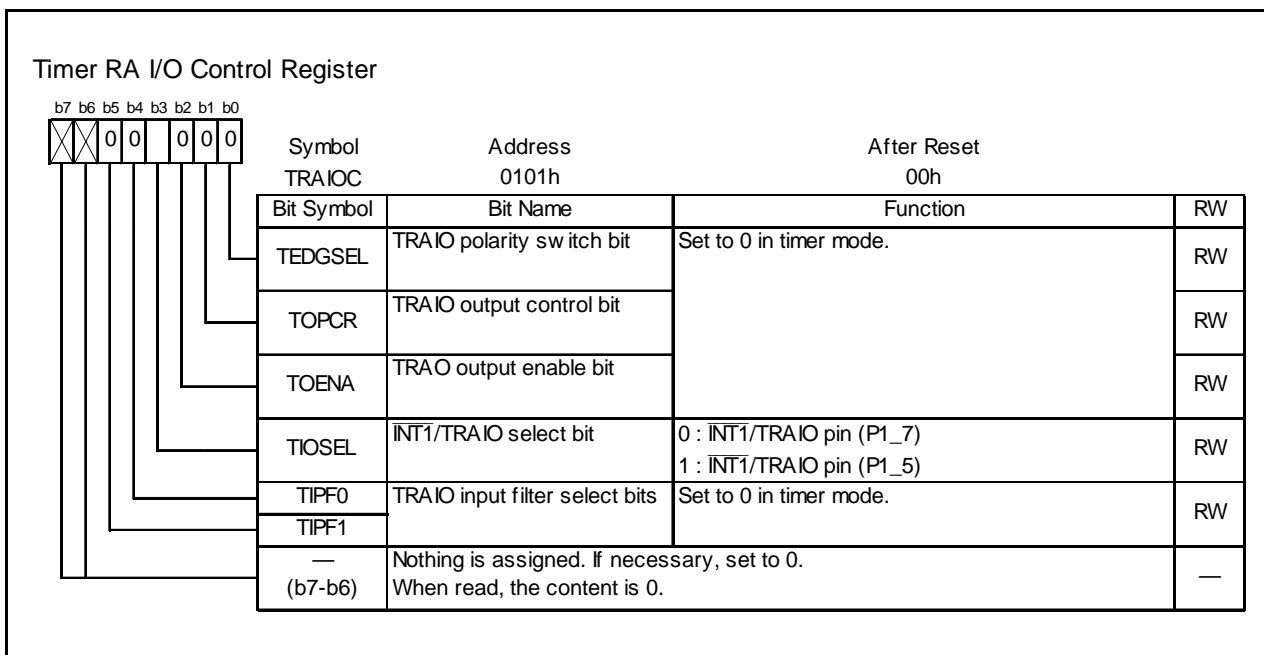 Timer RA I/O Control Register
b7 b6 b5 b4 b3 b2 b1 b0
0 0 0 0 0
Symbol Address After Reset
TRAIOC 0101h 00h
Bit Symbol Bit Name Function RW
TEDGSEL TRAIO polarity switch bit Set to 0 in timer mode. RW
TOPCR TRAIO output control bit RW
TOENA TRAO output enable bit RW
TIOSEL INT1/TRAIO select bit 0 : INT1/TRAIO pin (P1_7) RW
1 : INT1/TRAIO pin (P1_5)
TIPF0 TRAIO input filter select bits Set to 0 in timer mode. RW
TIPF1
— Nothing is assigned. If necessary, set to 0. —
(b7-b6) When read, the content is 0.